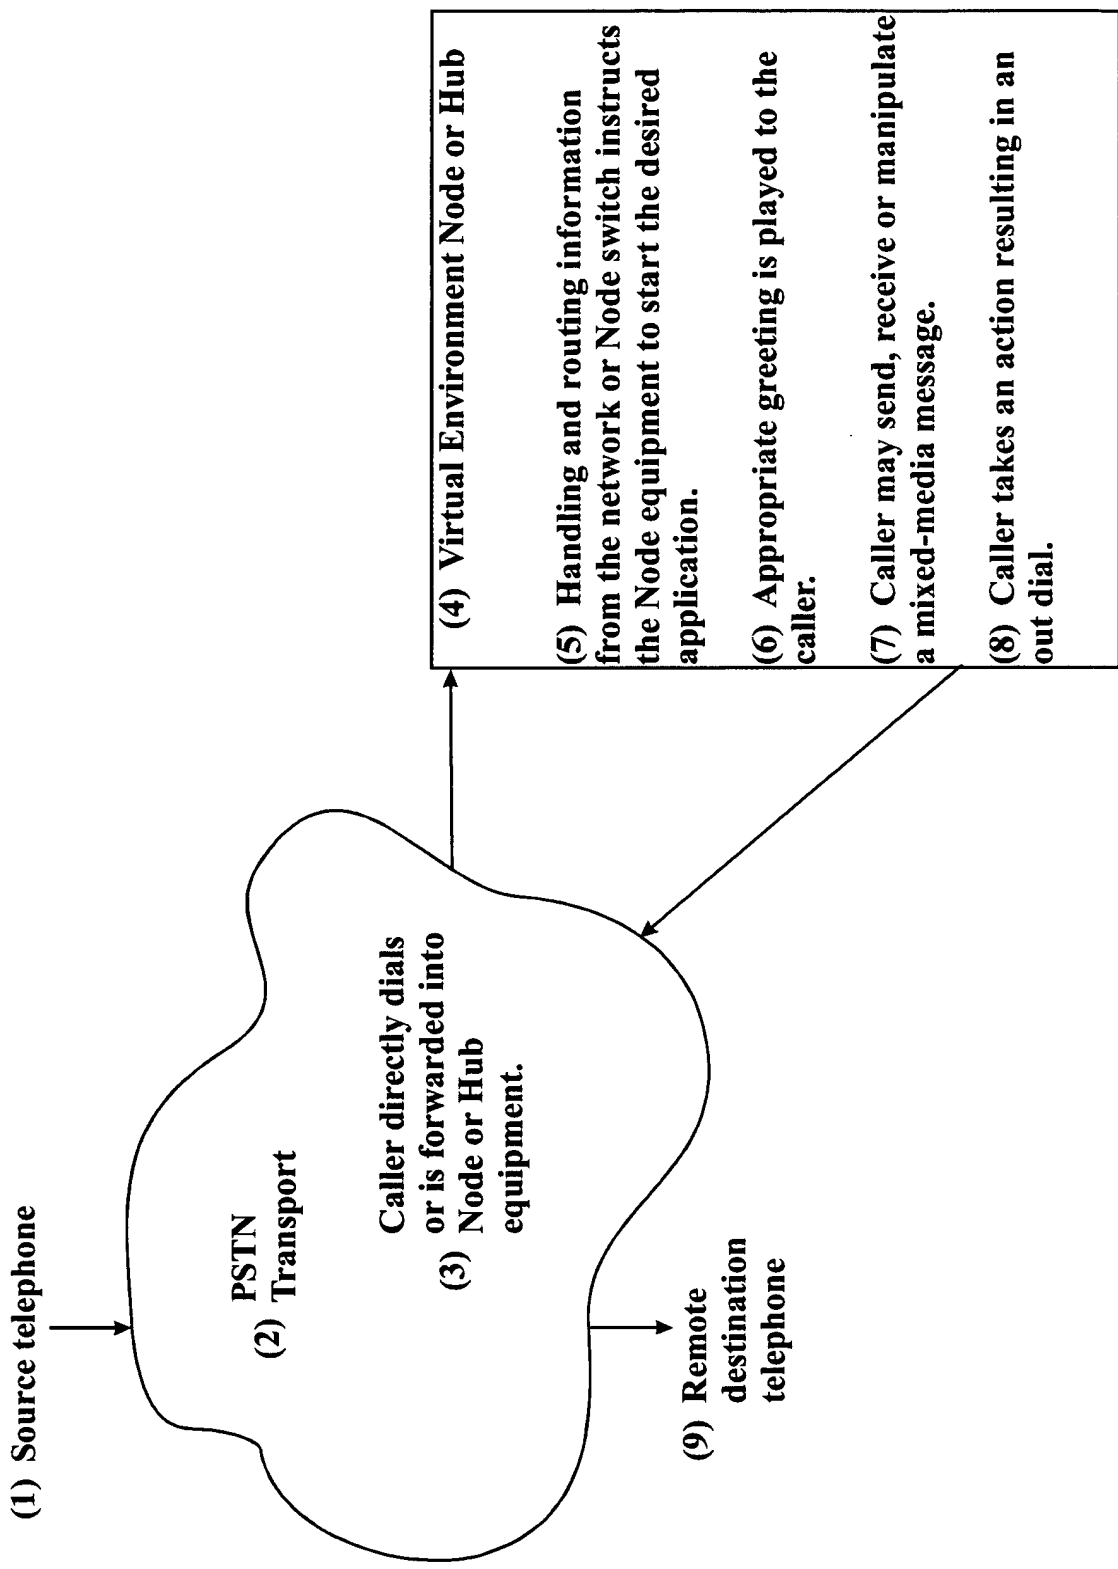 (1) Source telephone
PSTN
(2) Transport
Caller directly dials
or is forwarded into
(3) Node or Hub
equipment.
(4) Virtual Environment Node or Hub
(5) Handling and routing information
from the network or Node switch instructs
the Node equipment to start the desired
application.
(6) Appropriate greeting is played to the
caller.
(7) Caller may send, receive or manipulate
a mixed-media message.
(8) Caller takes an action resulting in an
out dial.
(9) Remote
destination
telephone